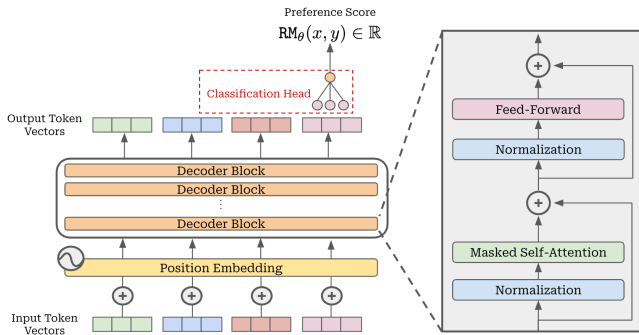 Preference Score
RM_θ(x, y) ∈ ℝ
Classification Head
Output Token
Vectors
Decoder Block
Decoder Block
⋮
Decoder Block
Position Embedding
+ + + +
Input Token
Vectors
+
Feed-Forward
Normalization
+
Masked Self-Attention
Normalization